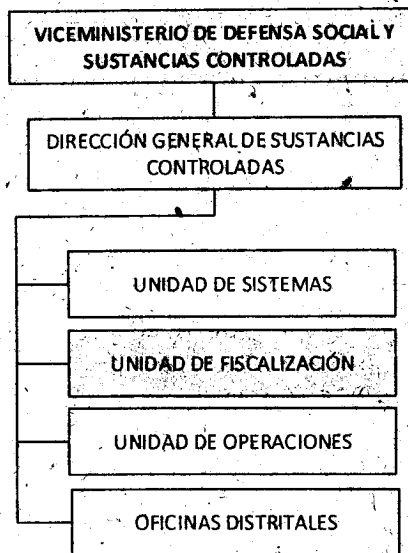 VICEMINISTERIO DE DEFENSA SOCIAL Y
SUSTANCIAS CONTROLADAS
DIRECCIÓN GENERAL DE SUSTANCIAS
CONTROLADAS
UNIDAD DE SISTEMAS
UNIDAD DE FISCALIZACIÓN
UNIDAD DE OPERACIONES
OFICINAS DISTRITALES